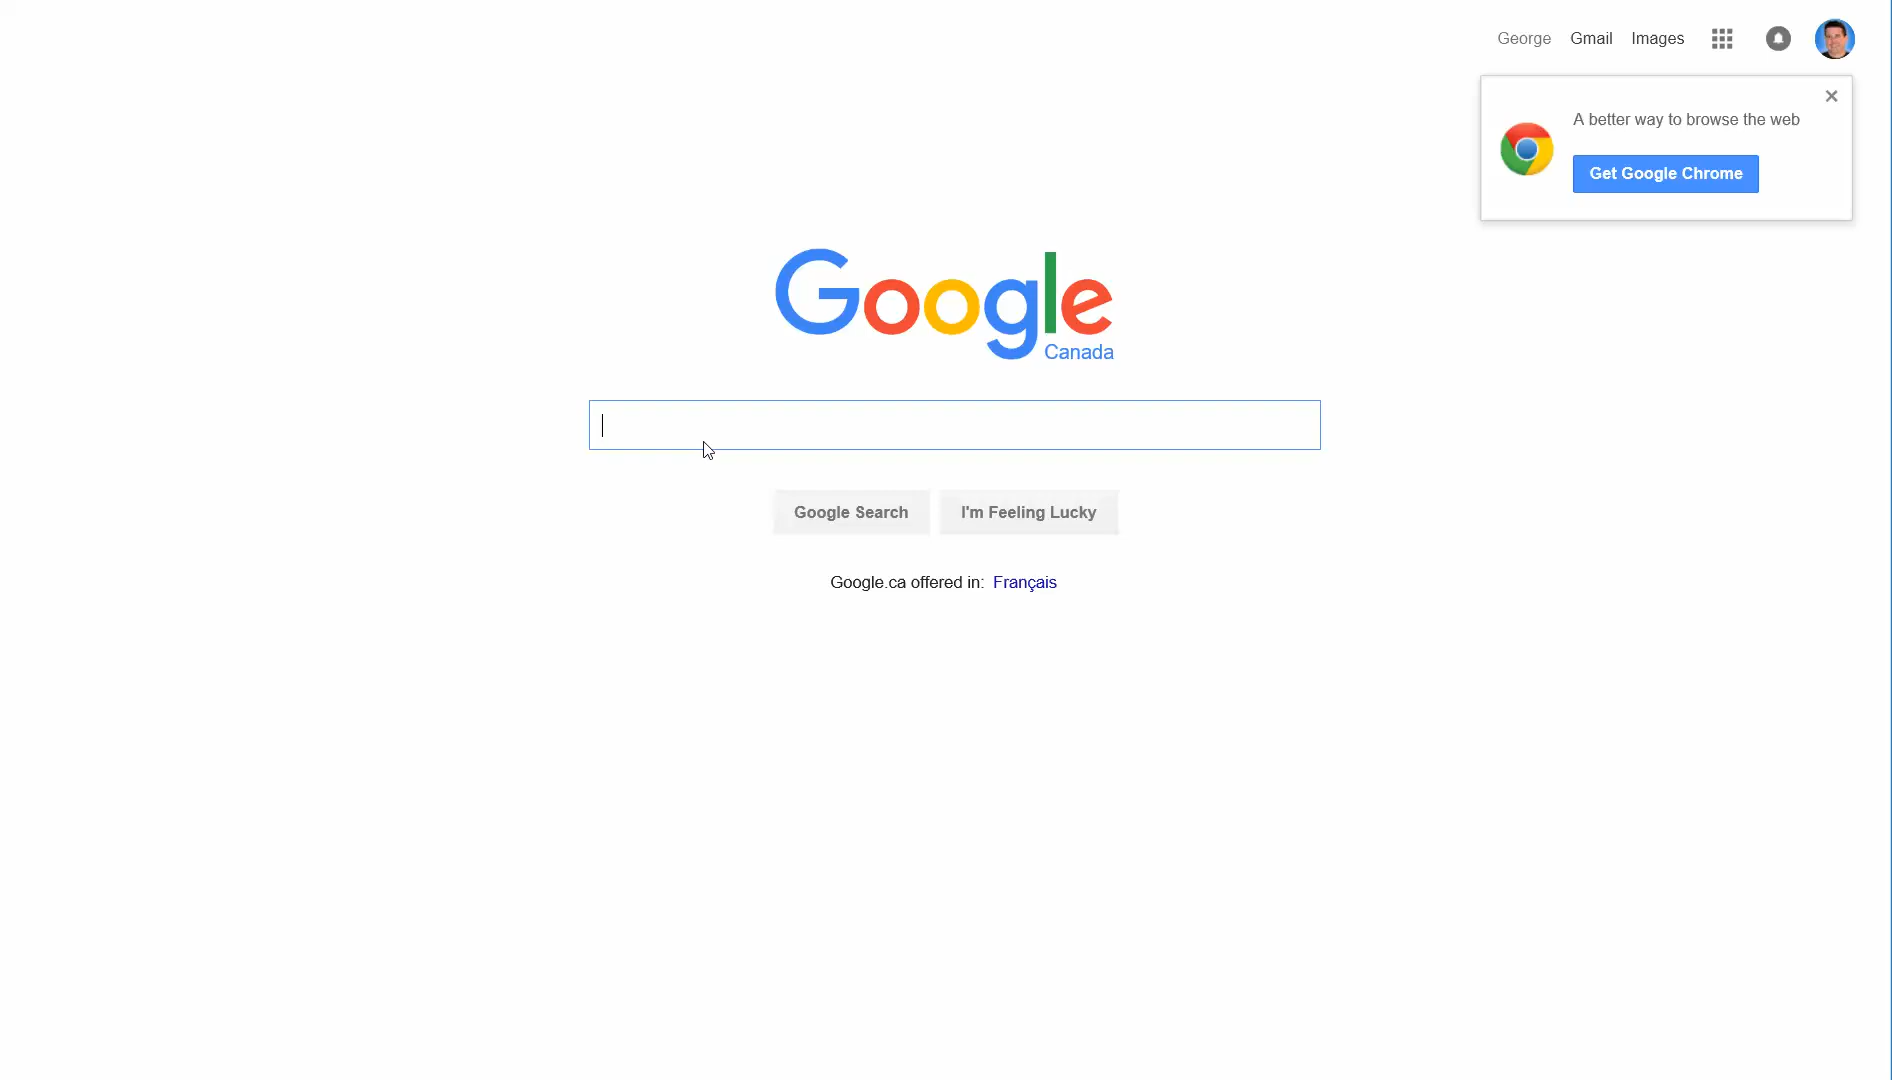 George Gmail Images
A better way to browse the web
Get Google Chrome
Google
Canada
Google Search I'm Feeling Lucky
Google.ca offered in: Français